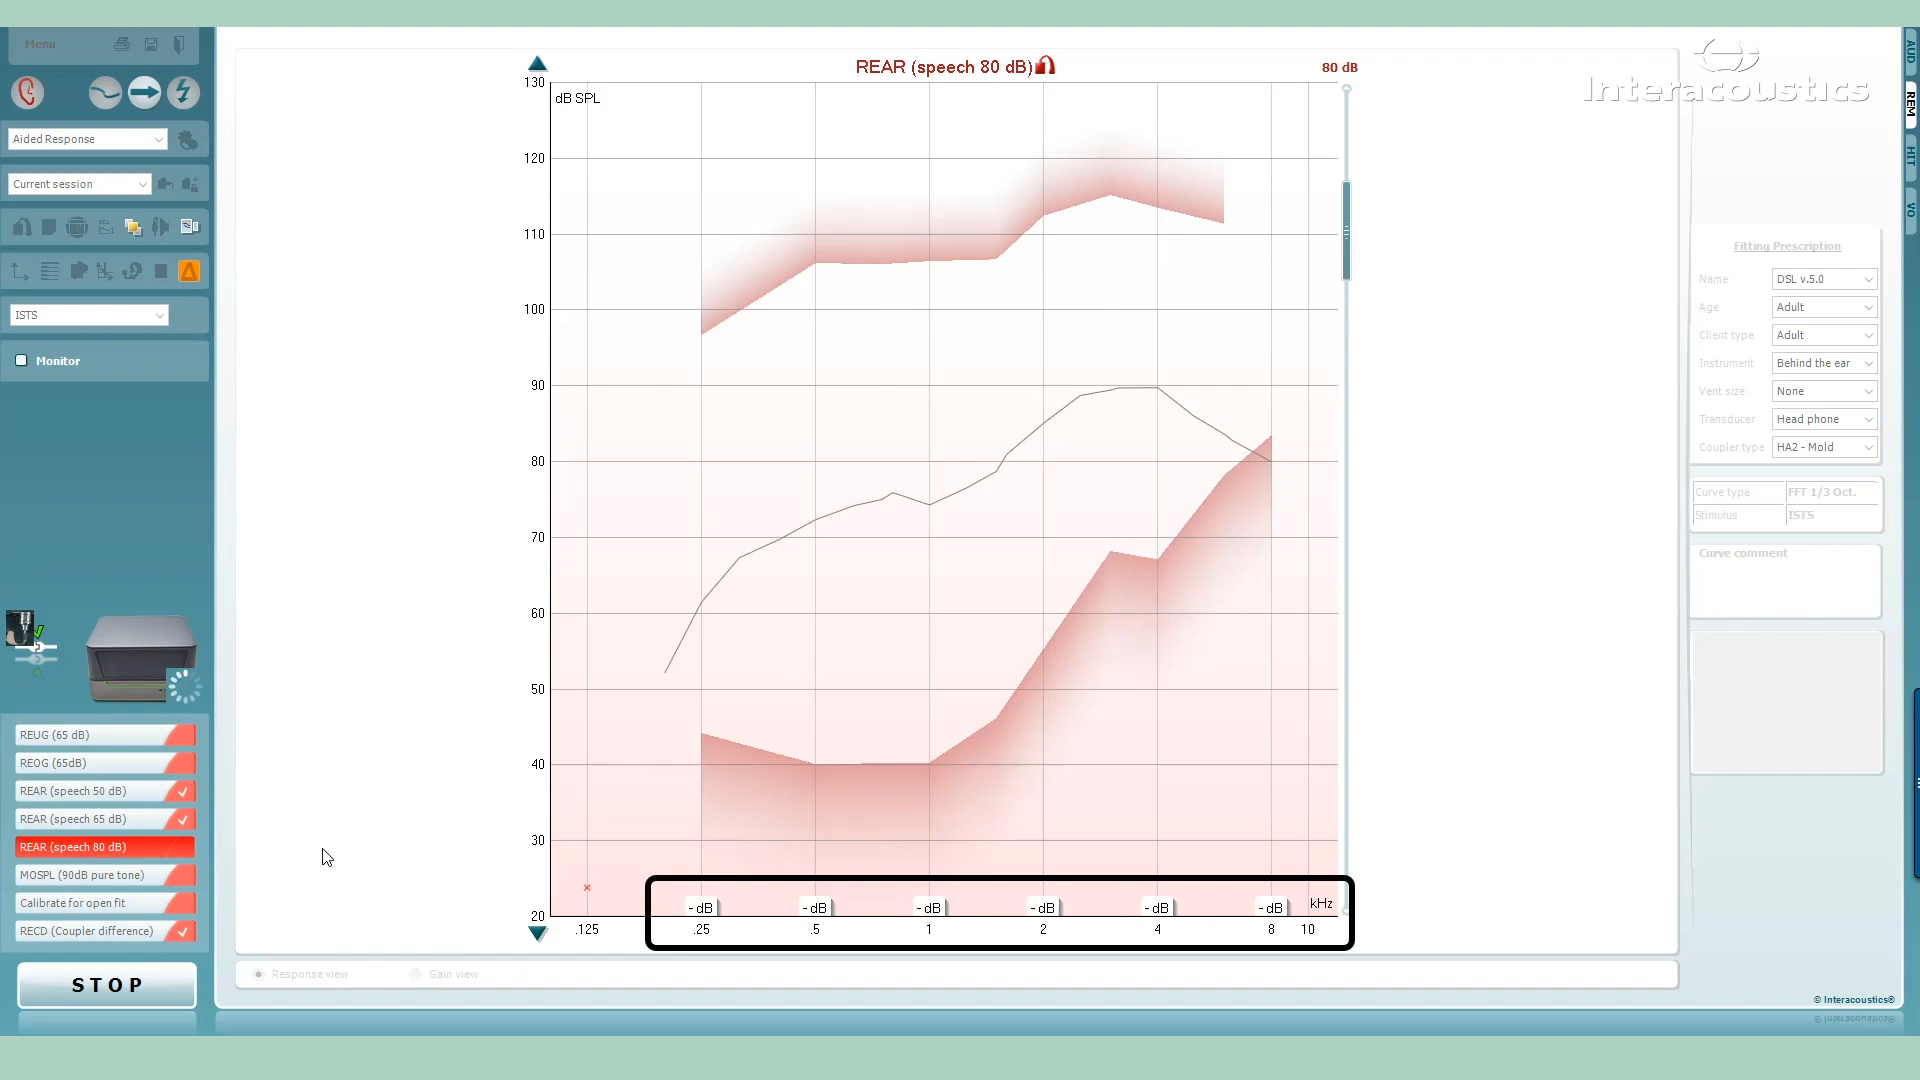 Menu
Aided Response
Current session
ISTS
Monitor
REUG (65 dB)
REOG (65dB)
REAR (speech 50 dB)
REAR (speech 65 dB)
REAR (speech 80 dB)
MOSPL (90dB pure tone)
Calibrate for open fit
RECD (Coupler difference)
STOP
REAR (speech 80 dB)
80 dB
dB SPL
130
120
110
100
90
80
70
60
50
40
30
20
- dB - dB - dB - dB - dB - dB kHz
.125 .25 .5 1 2 4 8 10
Response view Gain view
Interacoustics
Fitting Prescription
Name DSL v.5.0
Age Adult
Client type Adult
Instrument Behind the ear
Vent size None
Transducer Head phone
Coupler type HA2 - Mold
Curve type FFT 1/3 Oct.
Stimulus ISTS
Curve comment
AUD
REM
HIT
VO
© Interacoustics®